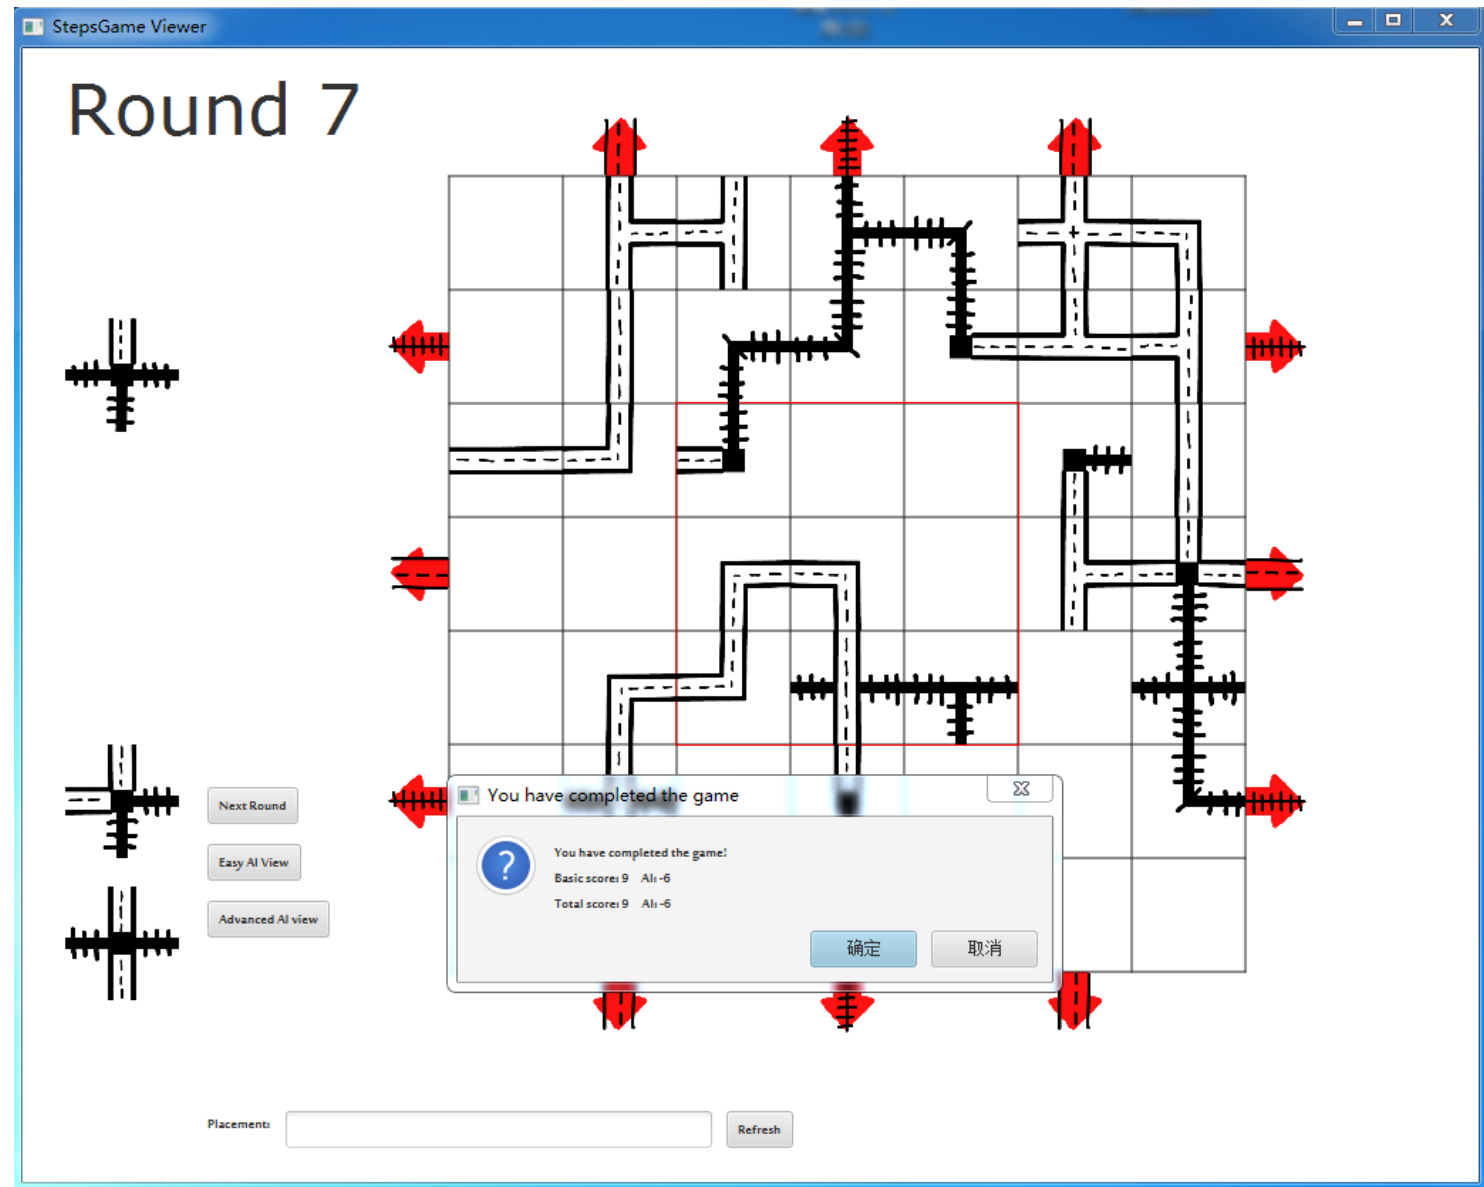 StepsGame Viewer
Round 7
Next Round
Easy AI View
Advanced AI view
You have completed the game
You have completed the game!
Basic score: 9 AI: -6
Total score: 9 AI: -6
确定
取消
Placement:
Refresh